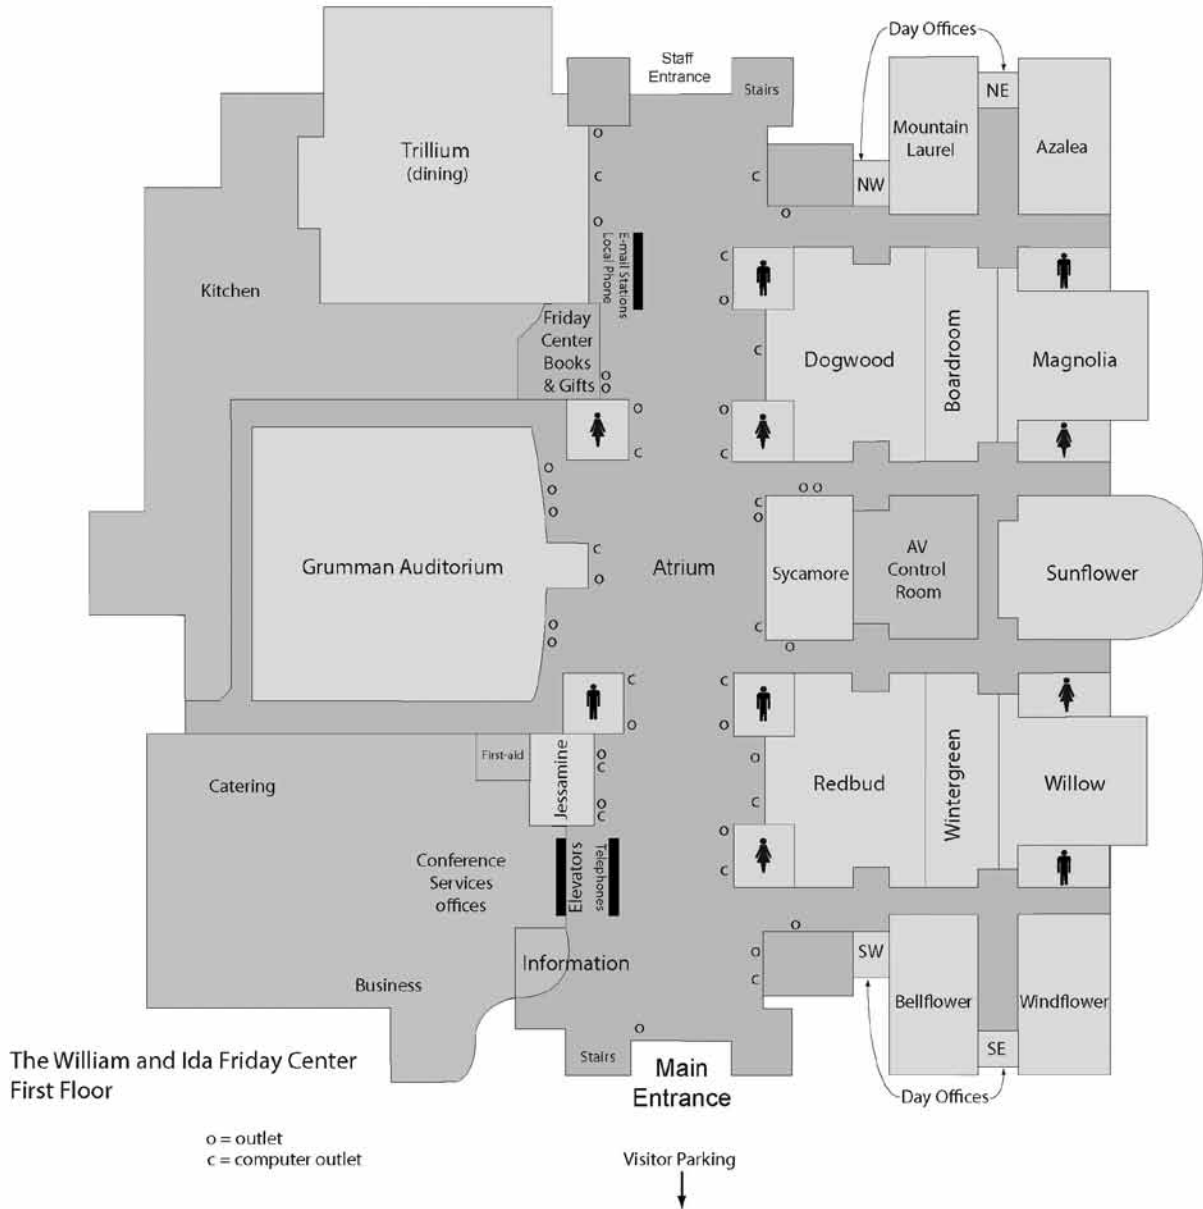 Day Offices
Staff
Entrance
Stairs
NE
Mountain
Laurel
Azalea
Trillium
(dining)
NW
o
c
c
o
o
E-mail Stations
Local Phone
c
Kitchen
o
Friday
Center
Books
& Gifts
c
Dogwood
Boardroom
Magnolia
o
o
o
o
c
c
o
o
o
o o
c
o
c
o
Grumman Auditorium
Atrium
Sycamore
AV
Control
Room
Sunflower
o
o
c
o
c
c
o
o
First-aid
Jessamine
o
c
o
c
o
c
Catering
Redbud
Wintergreen
Willow
o
c
Conference
Services
offices
Elevators
Telephones
o
Information
o
c
SW
Business
Bellflower
Windflower
o
Stairs
Main
Entrance
SE
Day Offices
The William and Ida Friday Center
First Floor
o = outlet
c = computer outlet
Visitor Parking